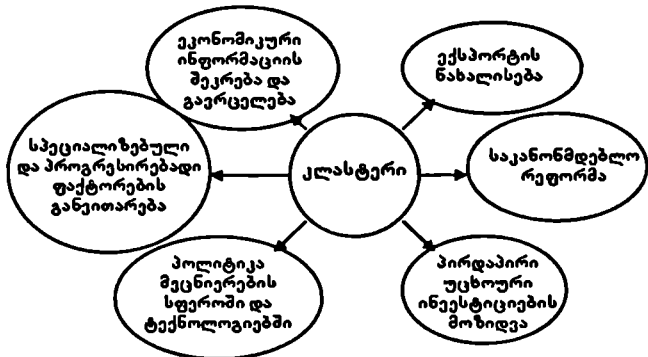 ეკონომიკური
ინფორმაციის
შეკრება და
გავრცელება
ექსპორტის
წახალისება
სპეციალიზებული
და პროგრესირებადი
ფაქტორების
განვითარება
კლასტერი
საკანონმდებლო
რეფორმა
პოლიტიკა
მეცნიერების
სფეროში და
ტექნოლოგიებში
პირდაპირი
უცხოური
ინვესტიციების
მოზიდვა